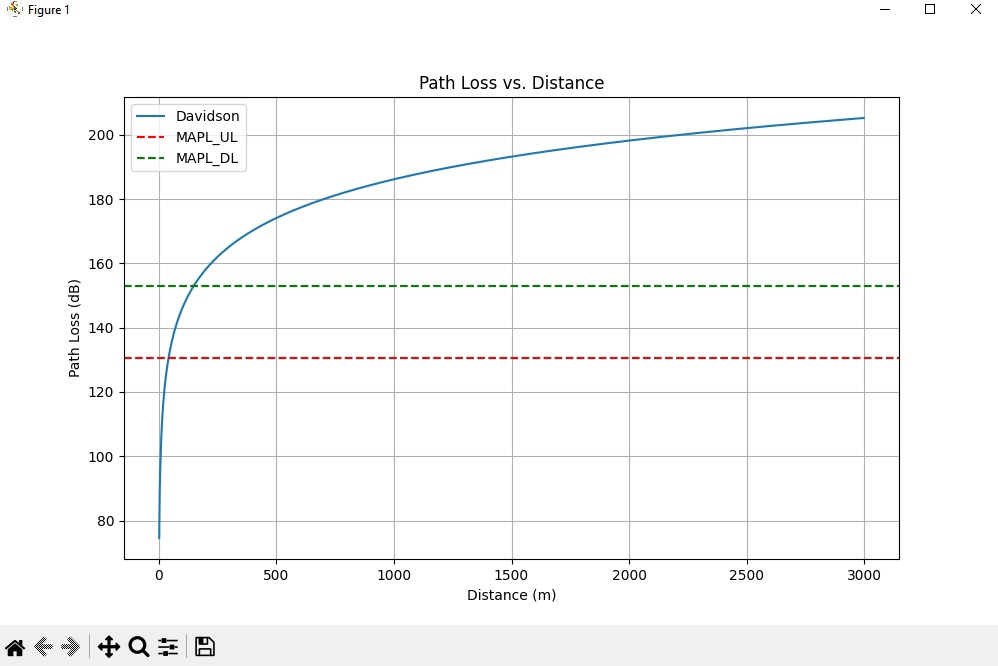 Figure 1
Path Loss vs. Distance
Davidson
MAPL_UL
MAPL_DL
Path Loss (dB)
200
180
160
140
120
100
80
0 500 1000 1500 2000 2500 3000
Distance (m)